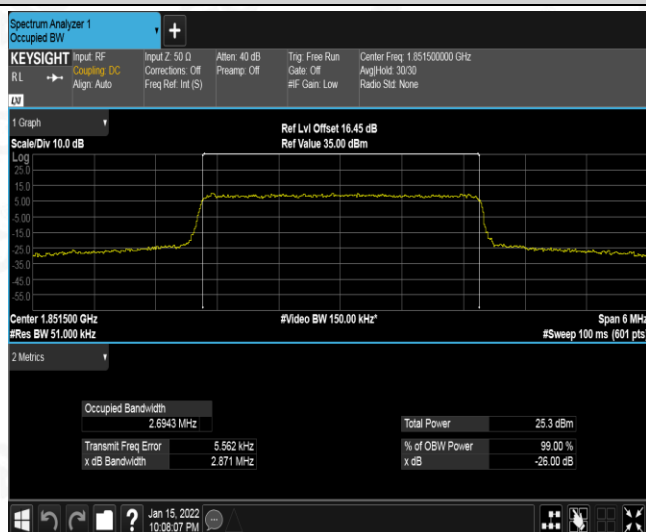 Spectrum Analyzer 1
Occupied BW
+
KEYSIGHT
RL
LXI
Input: RF
Coupling: DC
Align: Auto
Input Z: 50 Ω
Corrections: Off
Freq Ref: Int (S)
Atten: 40 dB
Preamp: Off
Trig: Free Run
Gate: Off
#IF Gain: Low
Center Freq: 1.851500000 GHz
Avg|Hold: 30/30
Radio Std: None
1 Graph
Scale/Div 10.0 dB
Ref Lvl Offset 16.45 dB
Ref Value 35.00 dBm
Log
25.0
15.0
5.00
-5.00
-15.0
-25.0
-35.0
-45.0
-55.0
Center 1.851500 GHz
#Res BW 51.000 kHz
#Video BW 150.00 kHz*
Span 6 MHz
#Sweep 100 ms (601 pts)
2 Metrics
Occupied Bandwidth
2.6943 MHz
Transmit Freq Error 5.562 kHz
x dB Bandwidth 2.871 MHz
Total Power 25.3 dBm
% of OBW Power 99.00 %
x dB -26.00 dB
?
Jan 15, 2022
10:08:07 PM